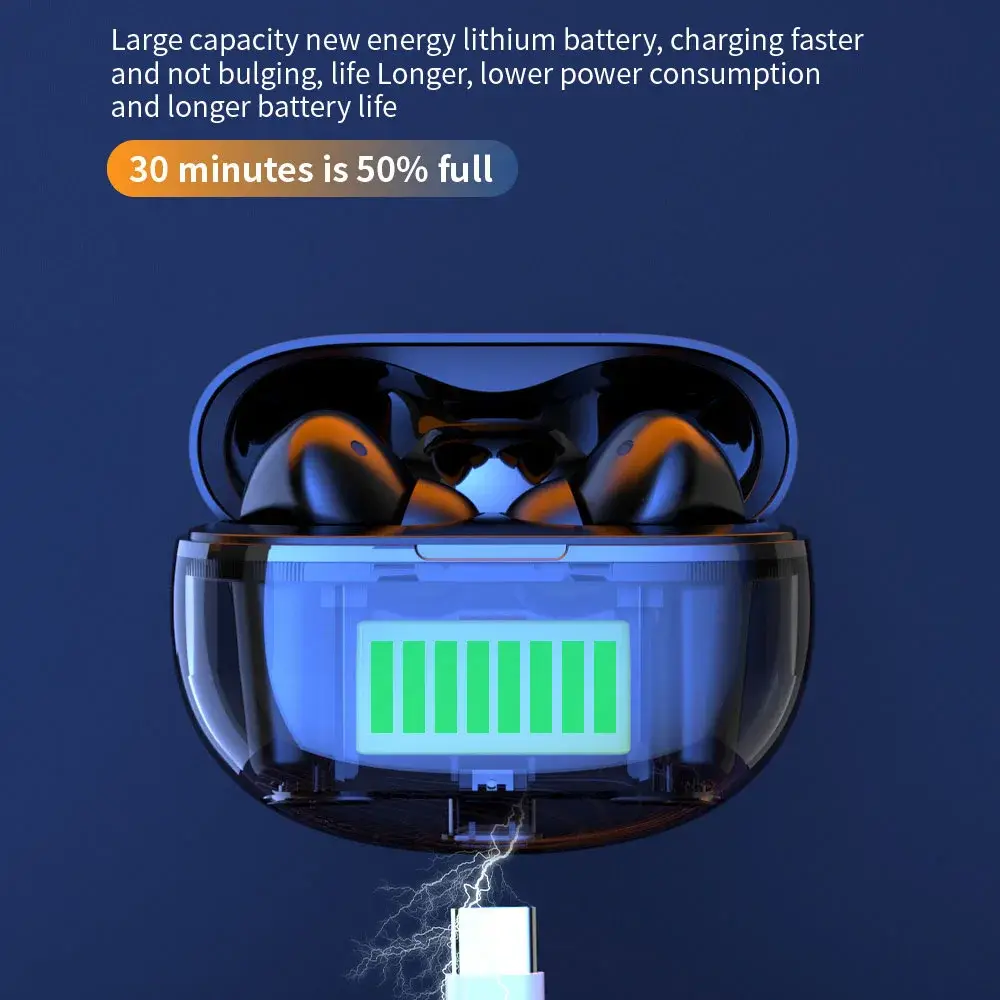 Large capacity new energy lithium battery, charging faster
and not bulging, life Longer, lower power consumption
and longer battery life
30 minutes is 50% full